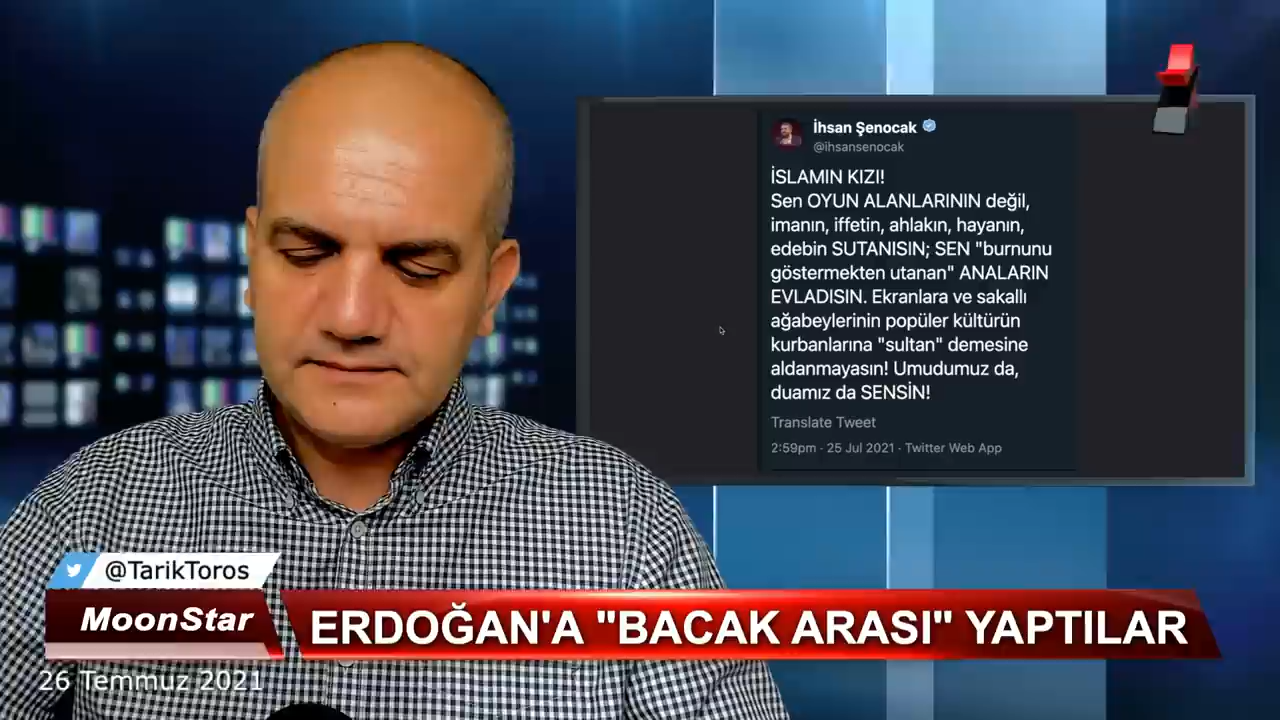 İhsan Şenocak
@ihsansenocak
İSLAMIN KIZI!
Sen OYUN ALANLARININ değil,
imanın, iffetin, ahlakın, hayanın,
edebin SUTANISIN; SEN "burnunu
göstermekten utanan" ANALARIN
EVLADISIN. Ekranlara ve sakallı
ağabeylerinin popüler kültürün
kurbanlarına "sultan" demesine
aldanmayasın! Umudumuz da,
duamız da SENSİN!
Translate Tweet
2:59pm · 25 Jul 2021 · Twitter Web App
@TarikToros
MoonStar
ERDOĞAN'A "BACAK ARASI" YAPTILAR
26 Temmuz 2021